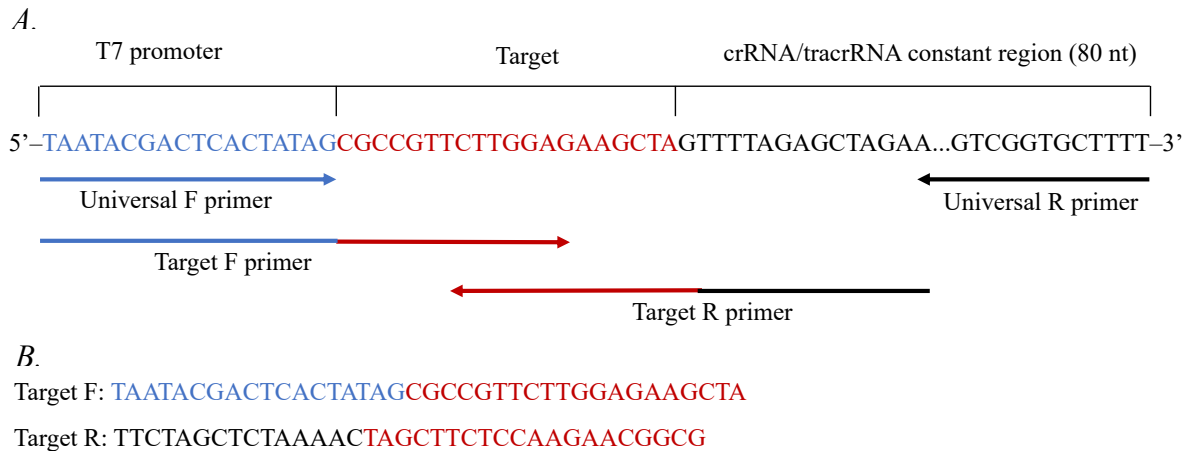 A.
T7 promoter Target crRNA/tracrRNA constant region (80 nt)
5’–TAATACGACTCACTATAGCGCCGTTCTTGGAGAAGCTAGTTTTAGAGCTAGAA...GTCGGTGCTTTT–3’
Universal F primer Universal R primer
Target F primer
Target R primer
B.
Target F: TAATACGACTCACTATAGCGCCGTTCTTGGAGAAGCTA
Target R: TTCTAGCTCTAAAACTAGCTTCTCCAAGAACGGCG